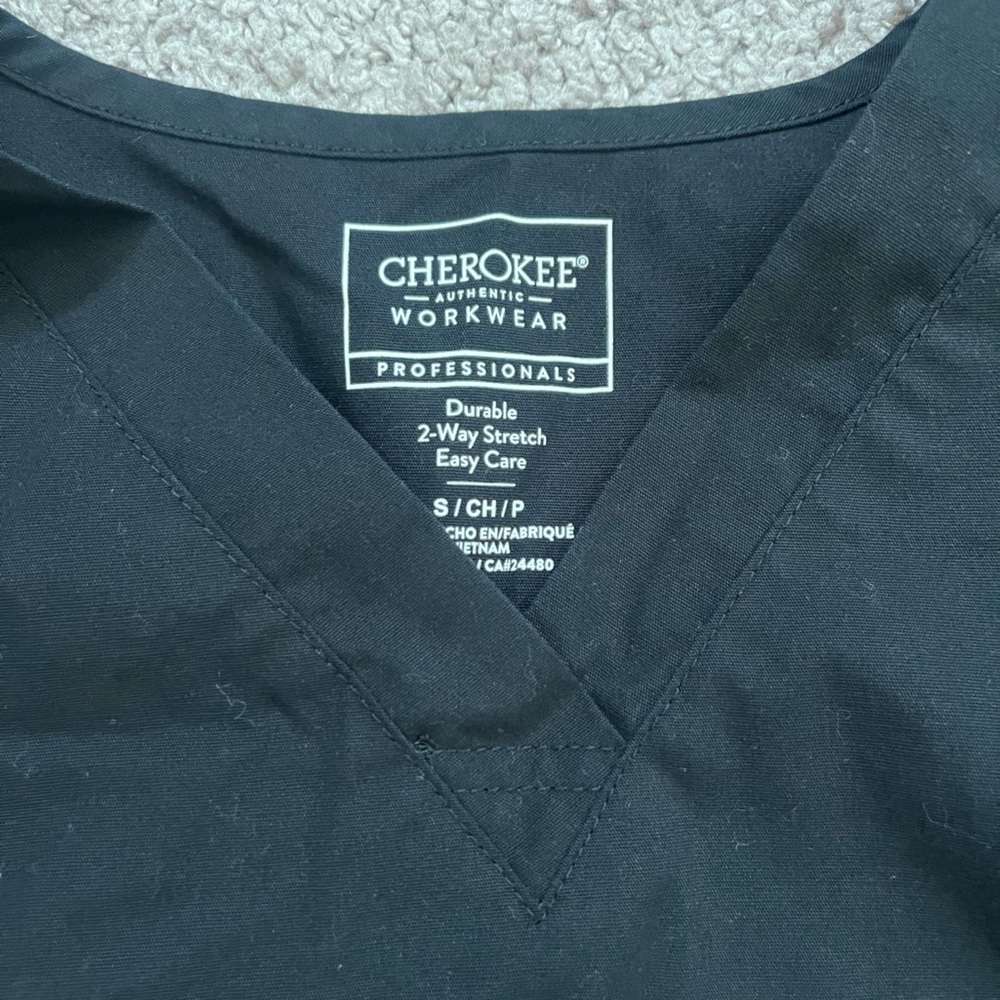 CHEROKEE®
AUTHENTIC
WORKWEAR
PROFESSIONALS
Durable
2-Way Stretch
Easy Care
S / CH / P
CHO EN/FABRIQUÉ
IETNAM
/ CA#24480